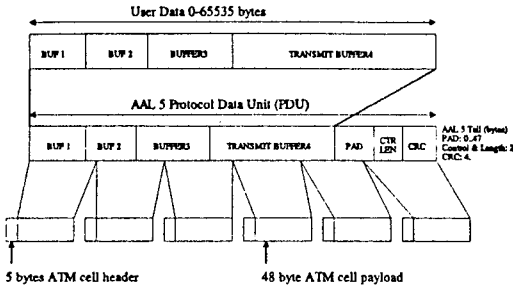 User Data 0-65535 bytes
BUF 1 BUF 2 BUFFER3 TRANSMIT BUFFER4
AAL 5 Protocol Data Unit (PDU)
BUF 1 BUF 2 BUFFER3 TRANSMIT BUFFER4 PAD CTR LEN CRC
AAL 5 Tail (bytes)
PAD: 0..47
Control & Length: 2
CRC: 4.
5 bytes ATM cell header
48 byte ATM cell payload